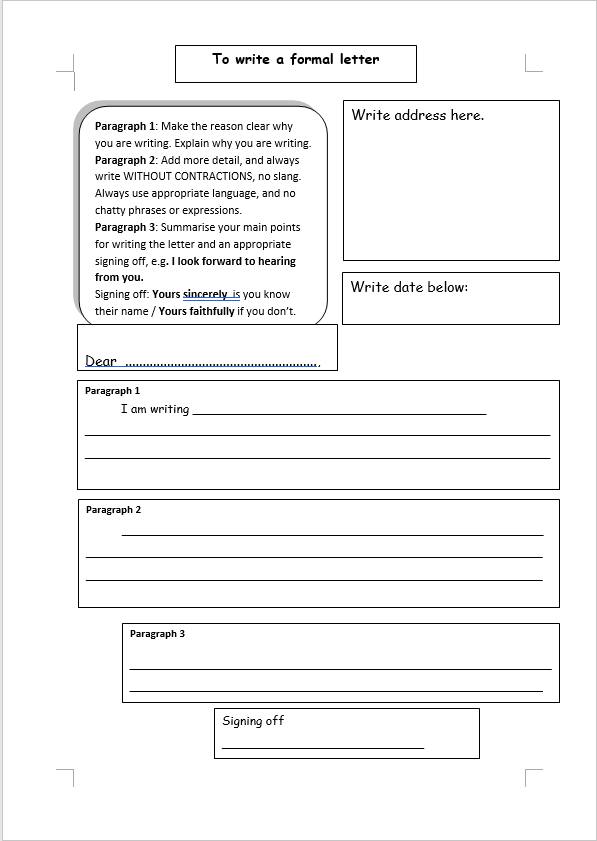 To write a formal letter
Paragraph 1: Make the reason clear why
you are writing. Explain why you are writing.
Paragraph 2: Add more detail, and always
write WITHOUT CONTRACTIONS, no slang.
Always use appropriate language, and no
chatty phrases or expressions.
Paragraph 3: Summarise your main points
for writing the letter and an appropriate
signing off, e.g. I look forward to hearing
from you.
Signing off: Yours sincerely is you know
their name / Yours faithfully if you don't.
Write address here.
Write date below:
Dear ......................................................,
Paragraph 1
I am writing ______________________________________
Paragraph 2
Paragraph 3
Signing off